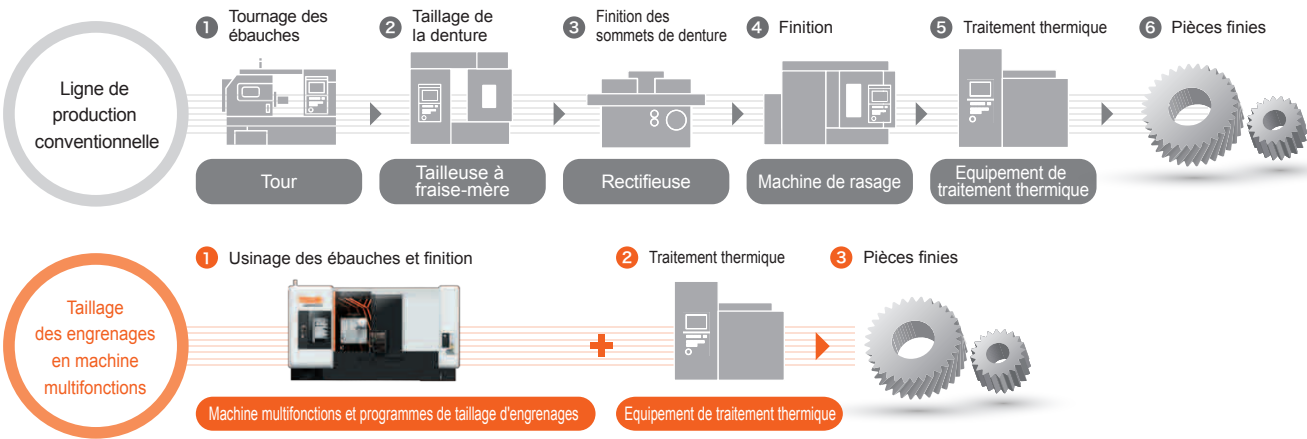 Ligne de
production
conventionnelle
1 Tournage des
ébauches
2 Taillage de
la denture
3 Finition des
sommets de denture
4 Finition
5 Traitement thermique
6 Pièces finies
Tour
Tailleuse à
fraise-mère
Rectifieuse
Machine de rasage
Equipement de
traitement thermique
Taillage
des engrenages
en machine
multifonctions
1 Usinage des ébauches et finition
2 Traitement thermique
3 Pièces finies
Machine multifonctions et programmes de taillage d'engrenages
Equipement de traitement thermique